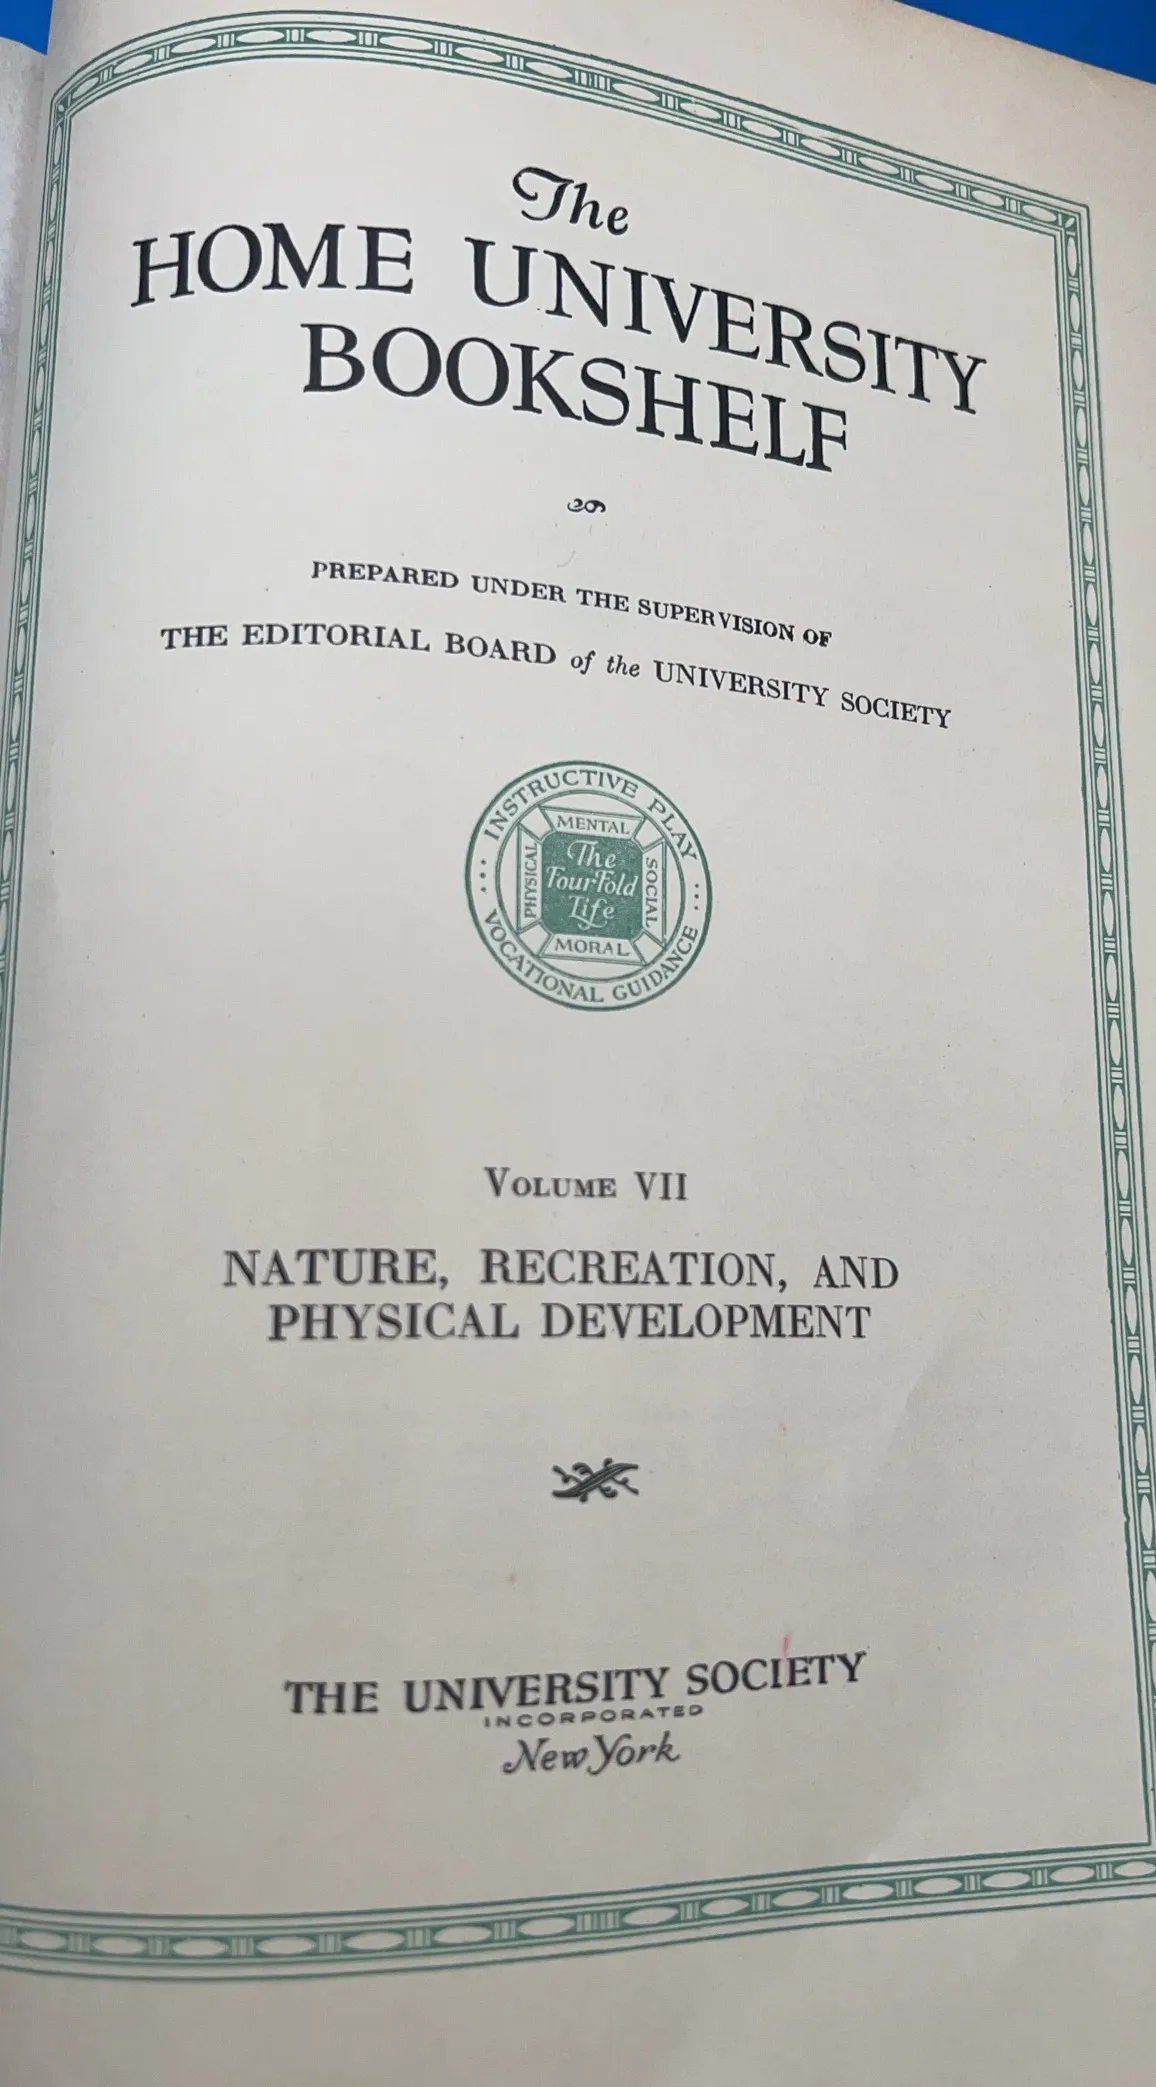 The
HOME UNIVERSITY
BOOKSHELF
PREPARED UNDER THE SUPERVISION OF
THE EDITORIAL BOARD of the UNIVERSITY SOCIETY
INSTRUCTIVE PLAY
MENTAL
PHYSICAL
The
FourFold
Life
SOCIAL
MORAL
VOCATIONAL GUIDANCE
VOLUME VII
NATURE, RECREATION, AND
PHYSICAL DEVELOPMENT
THE UNIVERSITY SOCIETY
INCORPORATED
New York